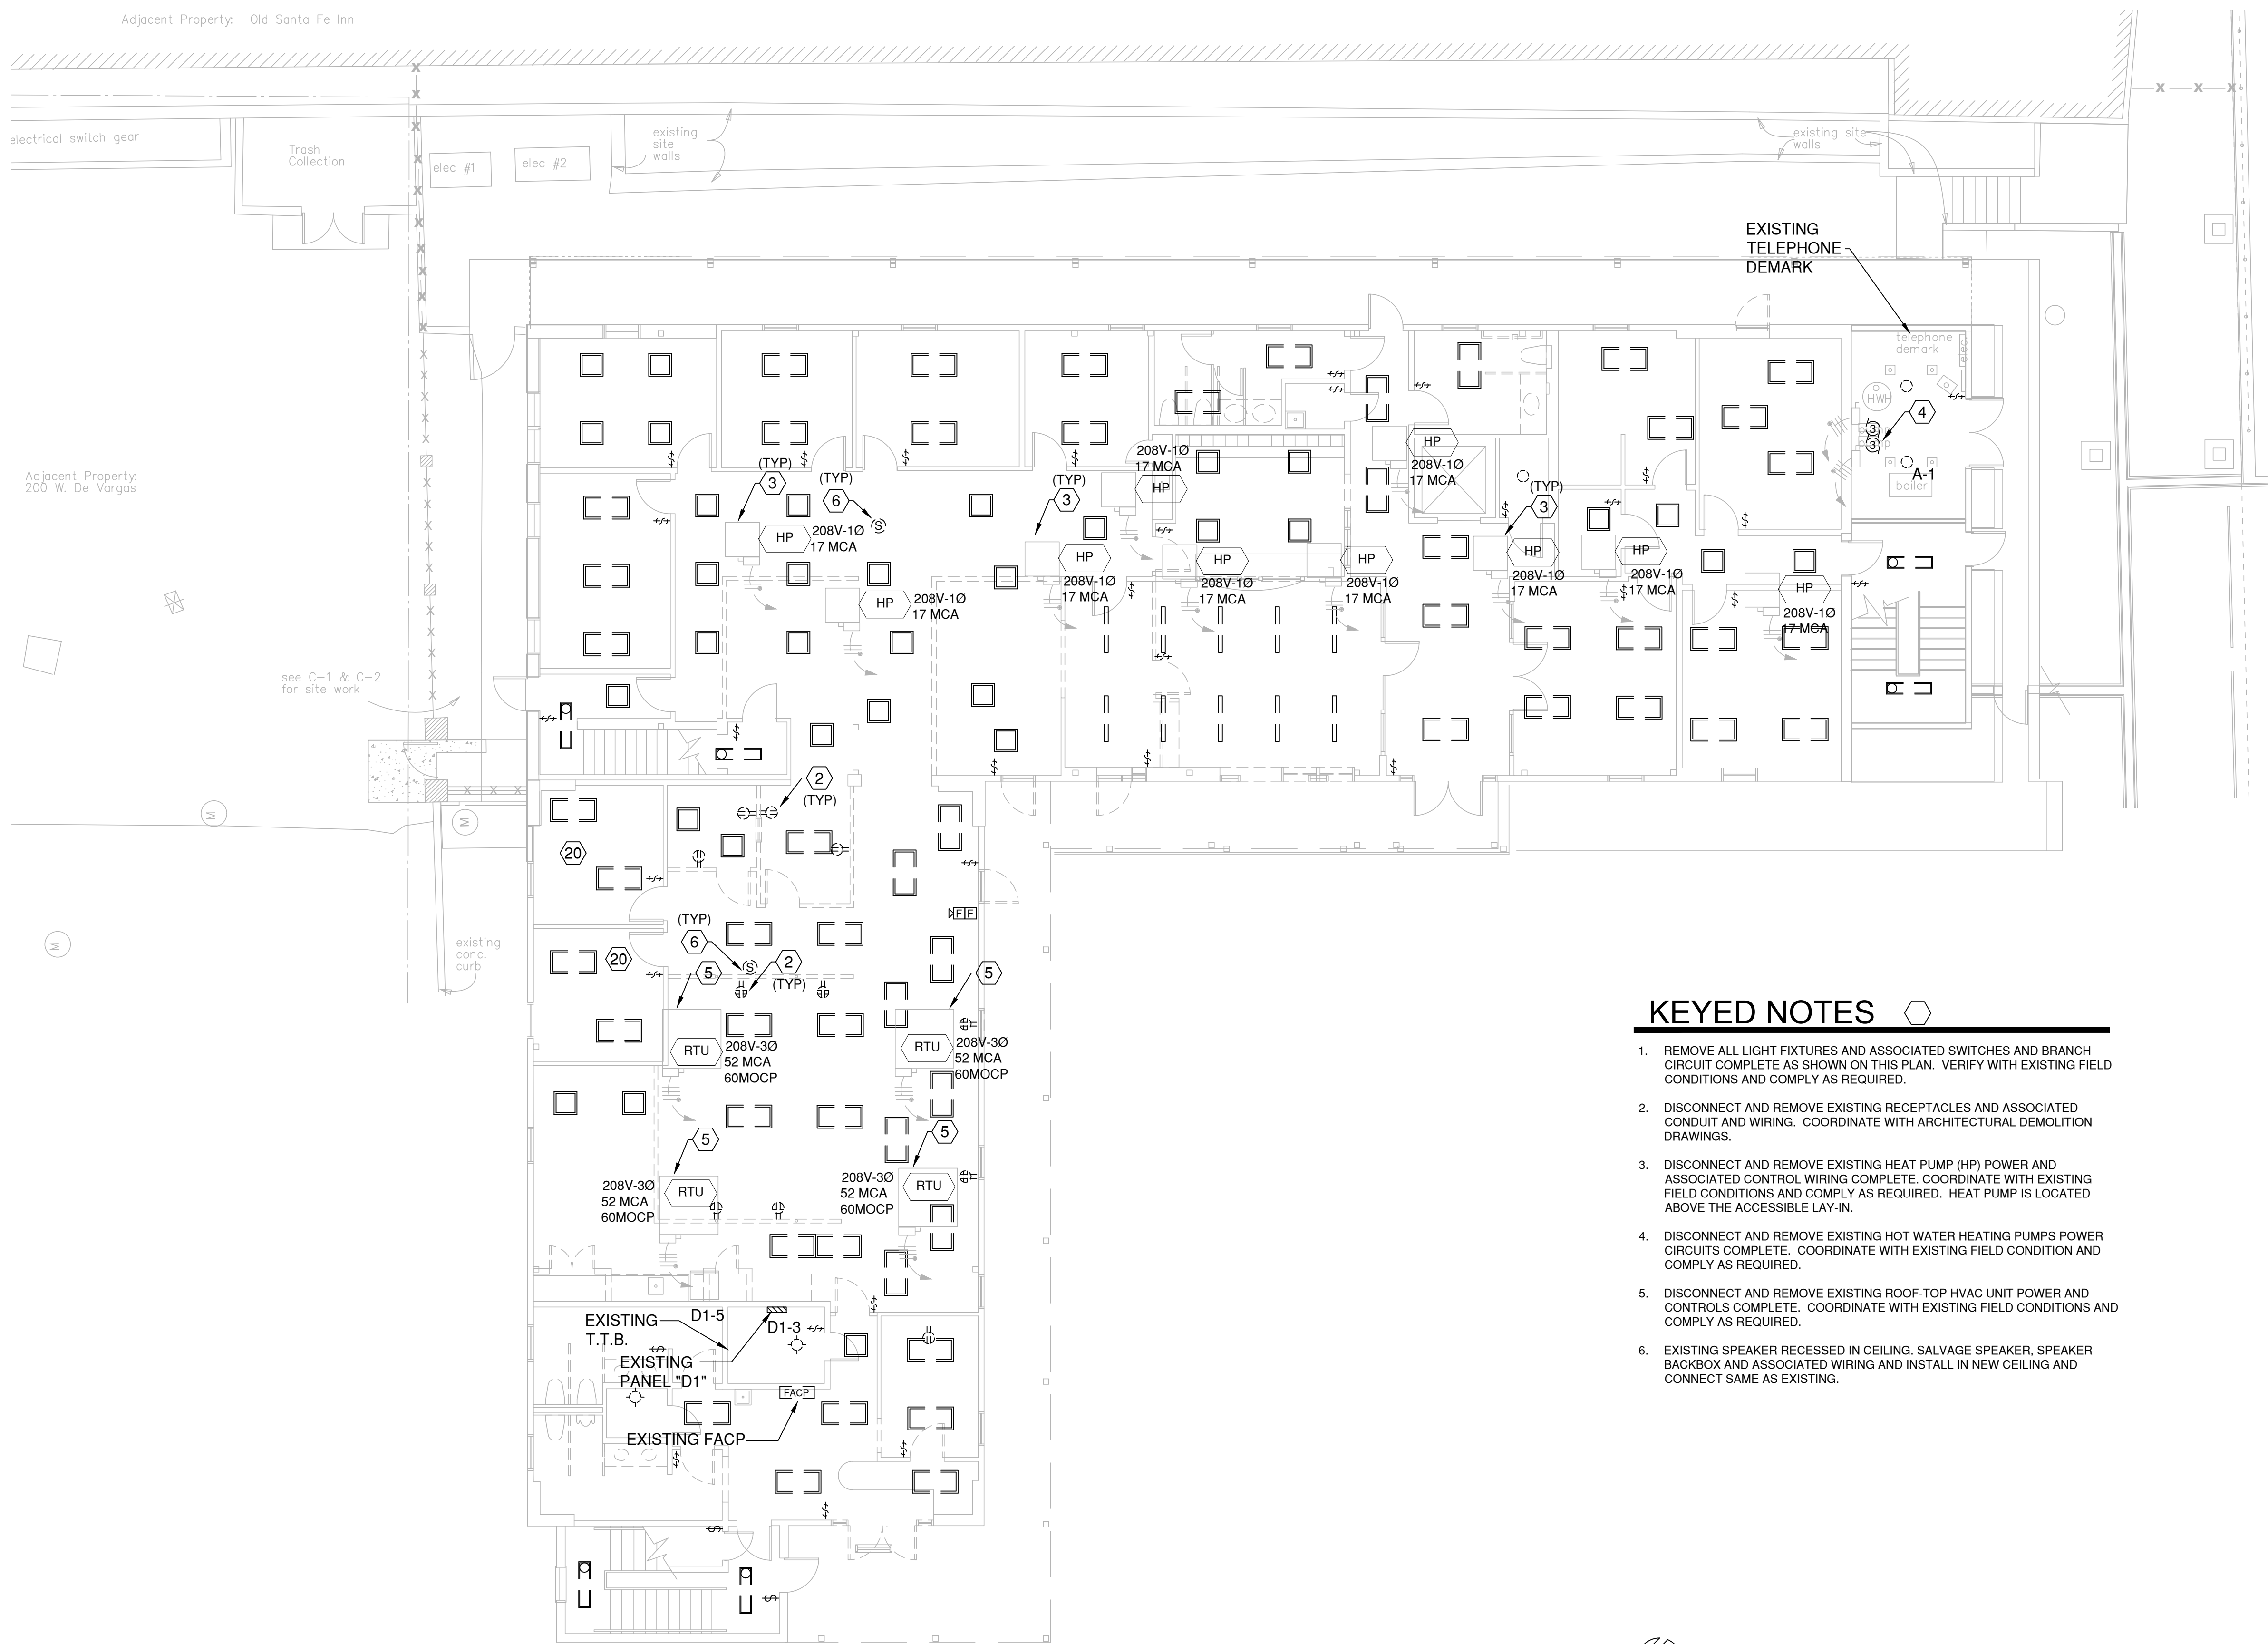 Adjacent Property: Old Santa Fe Inn
electrical switch gear
Trash
Collection
elec #1
elec #2
existing
site
walls
existing site
walls
EXISTING
TELEPHONE
DEMARK
telephone
demark
elec
HWH
4
3
3
A-1
boiler
Adjacent Property:
200 W. De Vargas
(TYP)
3
(TYP)
6
S
HP
208V-1Ø
17 MCA
HP
208V-1Ø
17 MCA
(TYP)
3
HP
208V-1Ø
17 MCA
208V-1Ø
17 MCA
HP
HP
208V-1Ø
17 MCA
HP
208V-1Ø
17 MCA
HP
208V-1Ø
17 MCA
(TYP)
3
HP
208V-1Ø
17 MCA
HP
208V-1Ø
17 MCA
HP
208V-1Ø
17 MCA
see C-1 & C-2
for site work
M
M
M
existing
conc.
curb
2
(TYP)
20
20
F F
(TYP)
6
S
2
(TYP)
5
RTU
208V-3Ø
52 MCA
60MOCP
5
RTU
208V-3Ø
52 MCA
60MOCP
5
RTU
208V-3Ø
52 MCA
60MOCP
5
RTU
208V-3Ø
52 MCA
60MOCP
EXISTING
T.T.B.
D1-5
D1-3
EXISTING
PANEL "D1"
FACP
EXISTING FACP
KEYED NOTES
1. REMOVE ALL LIGHT FIXTURES AND ASSOCIATED SWITCHES AND BRANCH
CIRCUIT COMPLETE AS SHOWN ON THIS PLAN. VERIFY WITH EXISTING FIELD
CONDITIONS AND COMPLY AS REQUIRED.
2. DISCONNECT AND REMOVE EXISTING RECEPTACLES AND ASSOCIATED
CONDUIT AND WIRING. COORDINATE WITH ARCHITECTURAL DEMOLITION
DRAWINGS.
3. DISCONNECT AND REMOVE EXISTING HEAT PUMP (HP) POWER AND
ASSOCIATED CONTROL WIRING COMPLETE. COORDINATE WITH EXISTING
FIELD CONDITIONS AND COMPLY AS REQUIRED. HEAT PUMP IS LOCATED
ABOVE THE ACCESSIBLE LAY-IN.
4. DISCONNECT AND REMOVE EXISTING HOT WATER HEATING PUMPS POWER
CIRCUITS COMPLETE. COORDINATE WITH EXISTING FIELD CONDITION AND
COMPLY AS REQUIRED.
5. DISCONNECT AND REMOVE EXISTING ROOF-TOP HVAC UNIT POWER AND
CONTROLS COMPLETE. COORDINATE WITH EXISTING FIELD CONDITIONS AND
COMPLY AS REQUIRED.
6. EXISTING SPEAKER RECESSED IN CEILING. SALVAGE SPEAKER, SPEAKER
BACKBOX AND ASSOCIATED WIRING AND INSTALL IN NEW CEILING AND
CONNECT SAME AS EXISTING.